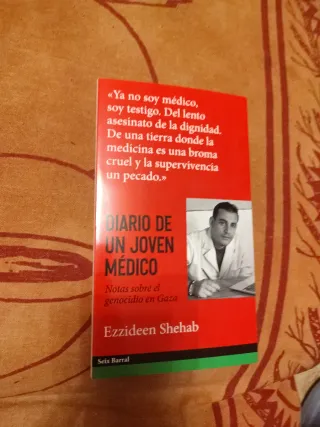 «Ya no soy médico,
soy testigo. Del lento
asesinato de la dignidad.
De una tierra donde la
medicina es una broma
cruel y la supervivencia
un pecado.»
DIARIO DE
UN JOVEN
MÉDICO
Notas sobre el
genocidio en Gaza
Ezzideen Shehab
Seix Barral